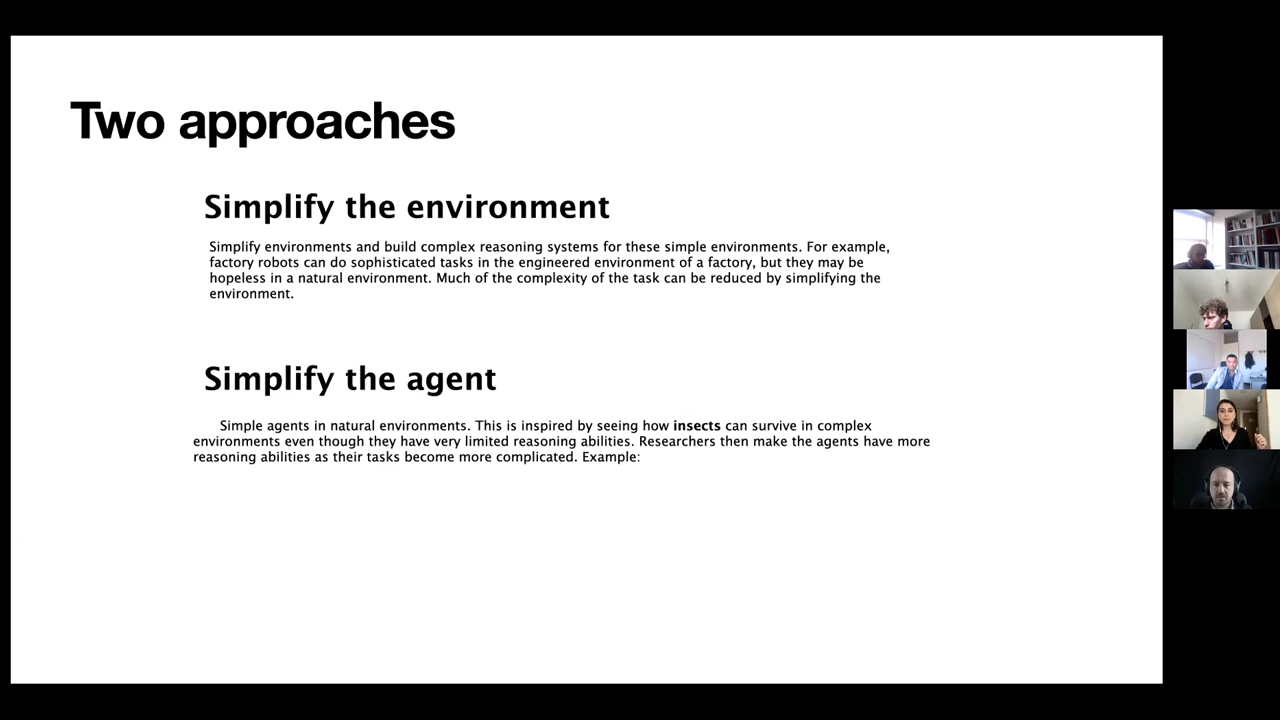 Two approaches
Simplify the environment
Simplify environments and build complex reasoning systems for these simple environments. For example,
factory robots can do sophisticated tasks in the engineered environment of a factory, but they may be
hopeless in a natural environment. Much of the complexity of the task can be reduced by simplifying the
environment.
Simplify the agent
Simple agents in natural environments. This is inspired by seeing how insects can survive in complex
environments even though they have very limited reasoning abilities. Researchers then make the agents have more
reasoning abilities as their tasks become more complicated. Example: